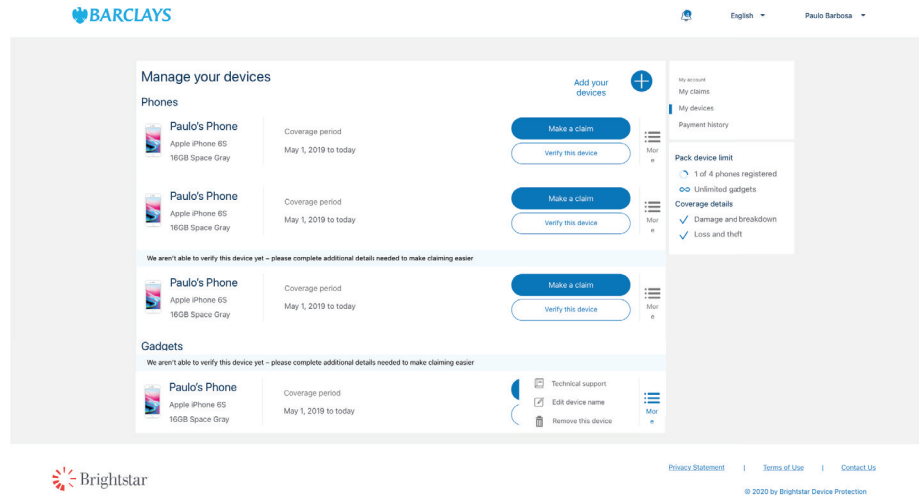 BARCLAYS
4
English
Paulo Barbosa
Manage your devices
Add your
devices
Phones
Paulo's Phone
Apple iPhone 6S
16GB Space Gray
Coverage period
May 1, 2019 to today
Make a claim
Verify this device
Mor
e
Paulo's Phone
Apple iPhone 6S
16GB Space Gray
Coverage period
May 1, 2019 to today
Make a claim
Verify this device
Mor
e
We aren't able to verify this device yet – please complete additional details needed to make claiming easier
Paulo's Phone
Apple iPhone 6S
16GB Space Gray
Coverage period
May 1, 2019 to today
Make a claim
Verify this device
Mor
e
Gadgets
We aren't able to verify this device yet – please complete additional details needed to make claiming easier
Paulo's Phone
Apple iPhone 6S
16GB Space Gray
Coverage period
May 1, 2019 to today
Technical support
Edit device name
Remove this device
Mor
e
My account
My claims
My devices
Payment history
Pack device limit
1 of 4 phones registered
Unlimited gadgets
Coverage details
Damage and breakdown
Loss and theft
Brightstar
Privacy Statement | Terms of Use | Contact Us
© 2020 by Brightstar Device Protection